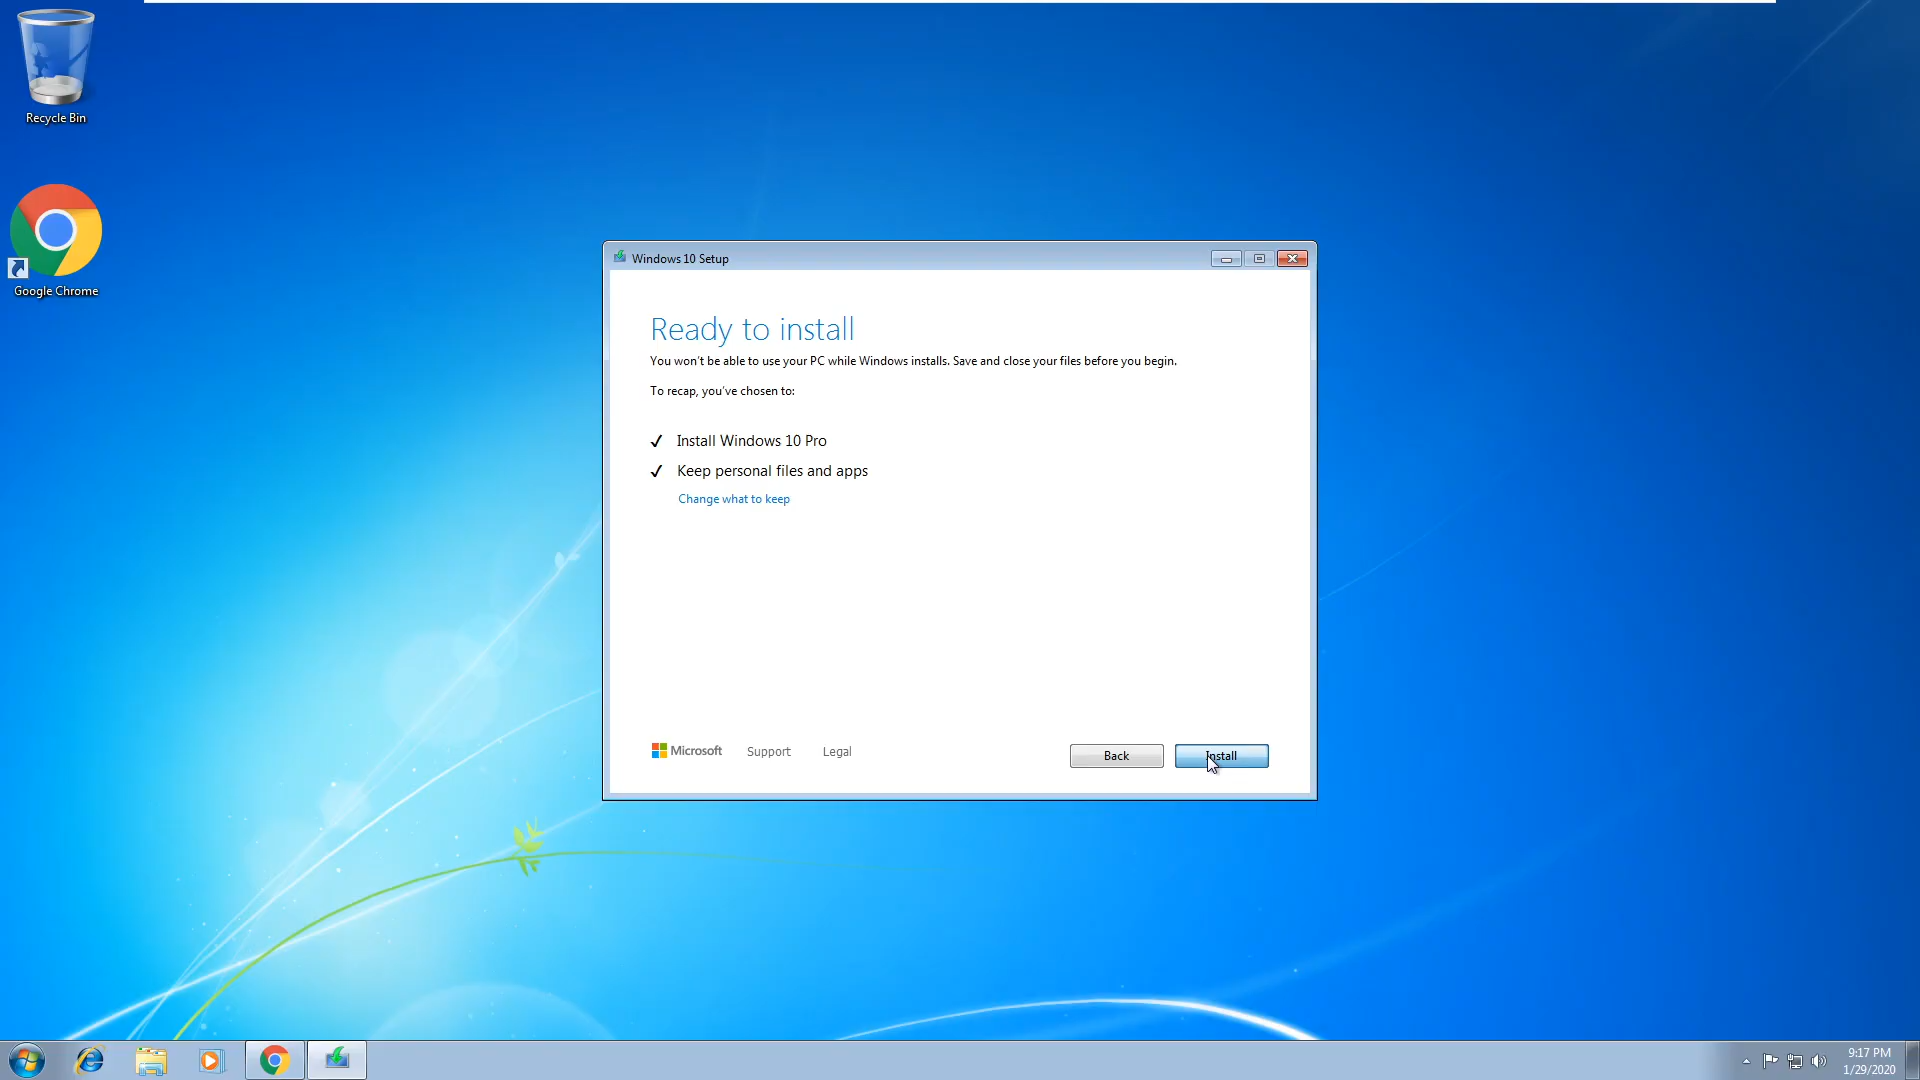 Recycle Bin
Google Chrome
Windows 10 Setup
Ready to install
You won't be able to use your PC while Windows installs. Save and close your files before you begin.
To recap, you've chosen to:
✓ Install Windows 10 Pro
✓ Keep personal files and apps
Change what to keep
Microsoft Support Legal
Back Install
9:17 PM
1/29/2020